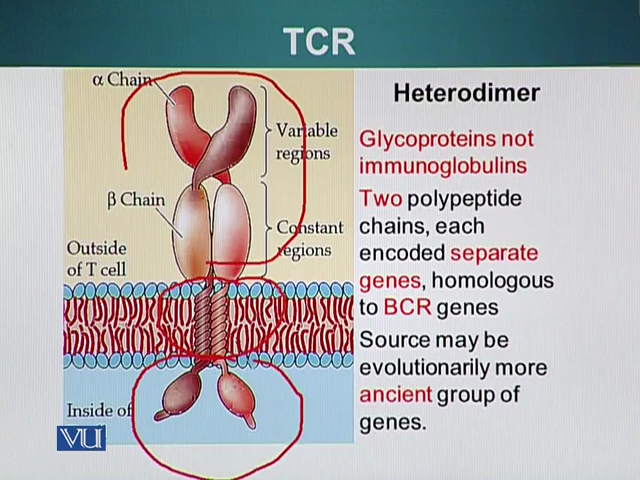 TCR
α Chain
Variable
regions
β Chain
Constant
regions
Outside
of T cell
Inside of
VU
Heterodimer
Glycoproteins not
immunoglobulins
Two polypeptide
chains, each
encoded separate
genes, homologous
to BCR genes
Source may be
evolutionarily more
ancient group of
genes.